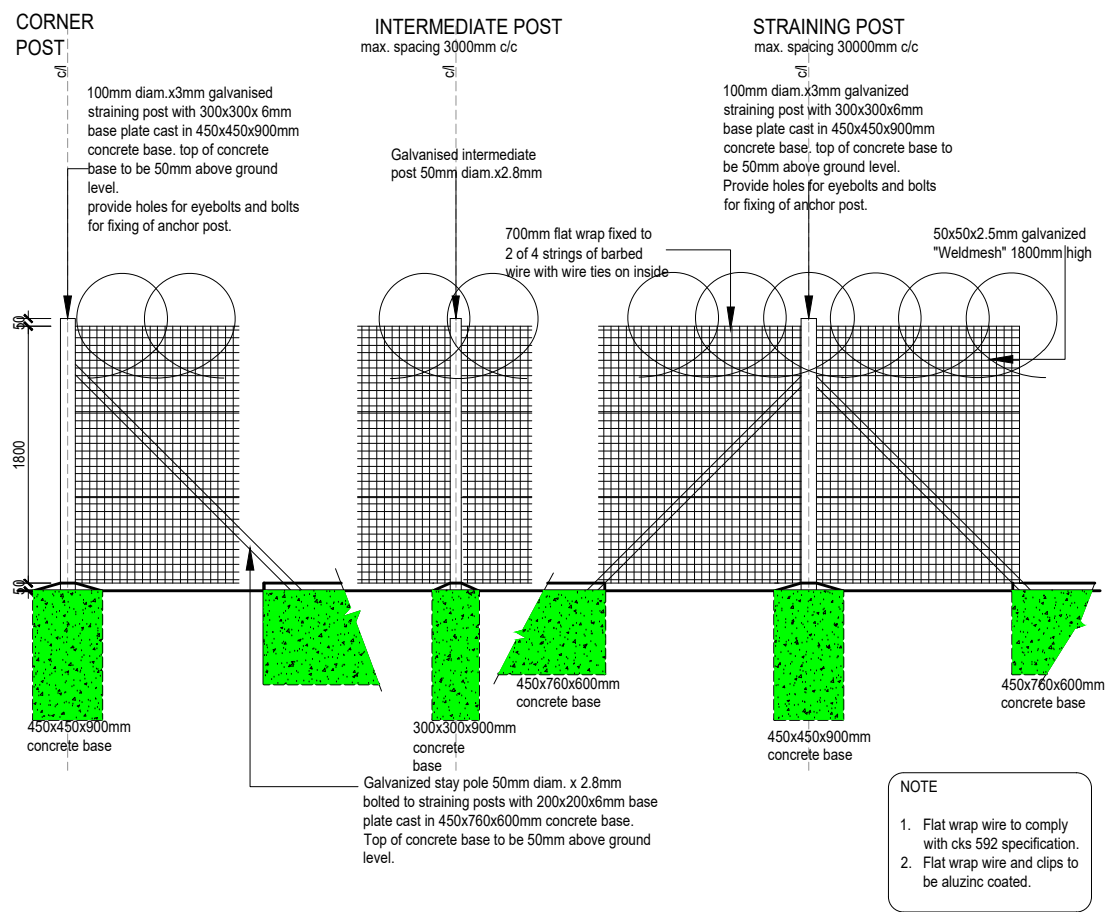 CORNER
POST
INTERMEDIATE POST
max. spacing 3000mm c/c
STRAINING POST
max. spacing 30000mm c/c
c/l
c/l
c/l
100mm diam.x3mm galvanised
straining post with 300x300x 6mm
base plate cast in 450x450x900mm
concrete base. top of concrete
base to be 50mm above ground
level.
provide holes for eyebolts and bolts
for fixing of anchor post.
Galvanised intermediate
post 50mm diam.x2.8mm
100mm diam.x3mm galvanized
straining post with 300x300x6mm
base plate cast in 450x450x900mm
concrete base. top of concrete base to
be 50mm above ground level.
Provide holes for eyebolts and bolts
for fixing of anchor post.
700mm flat wrap fixed to
2 of 4 strings of barbed
wire with wire ties on inside
50x50x2.5mm galvanized
"Weldmesh" 1800mm high
50
1800
50
450x450x900mm
concrete base
300x300x900mm
concrete
base
450x760x600mm
concrete base
450x450x900mm
concrete base
450x760x600mm
concrete base
Galvanized stay pole 50mm diam. x 2.8mm
bolted to straining posts with 200x200x6mm base
plate cast in 450x760x600mm concrete base.
Top of concrete base to be 50mm above ground
level.
NOTE
1. Flat wrap wire to comply
with cks 592 specification.
2. Flat wrap wire and clips to
be aluzinc coated.